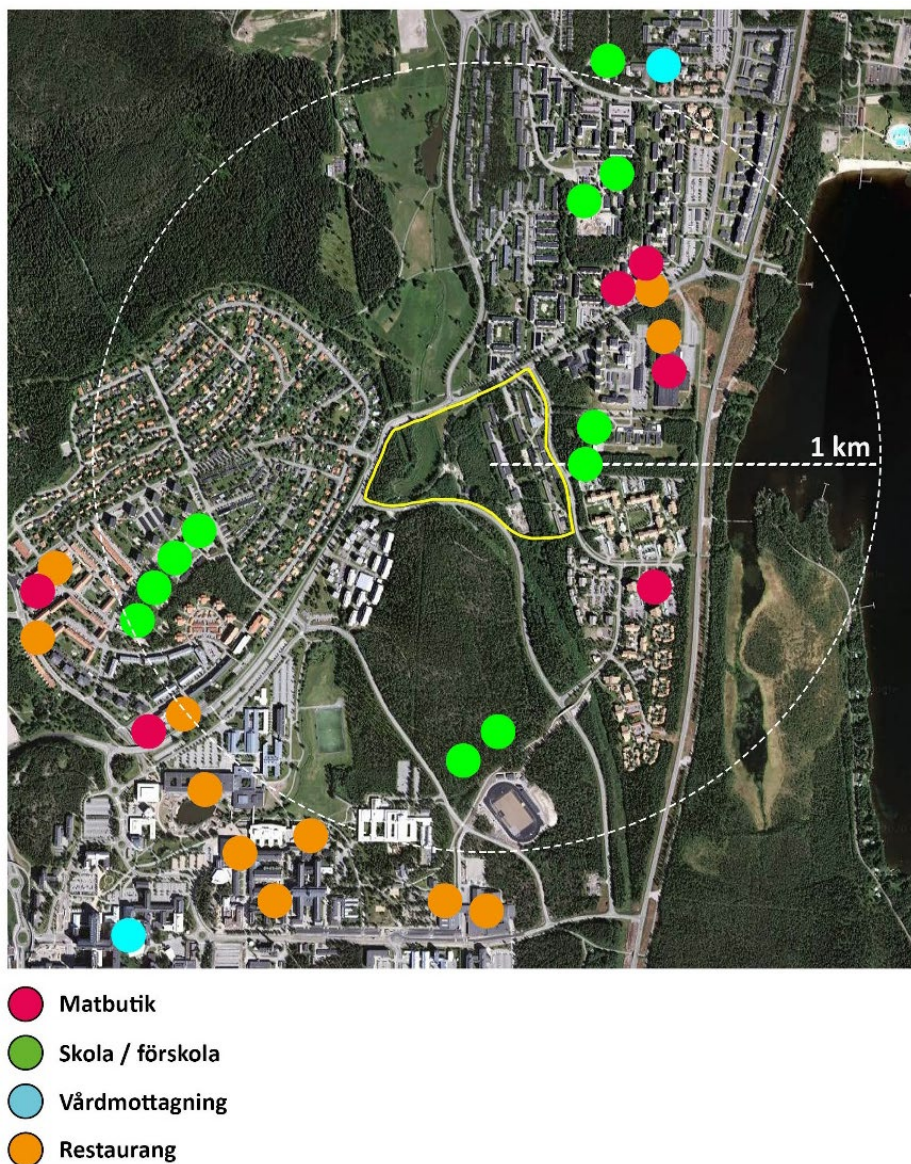 1 km
Matbutik
Skola / förskola
Vårdmottagning
Restaurang